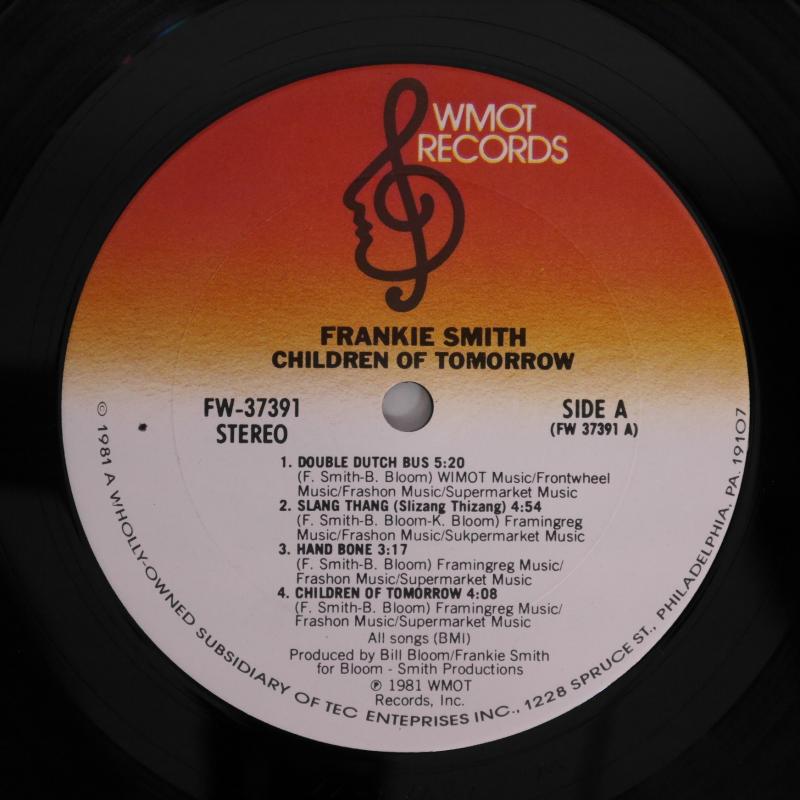 WMOT
RECORDS
FRANKIE SMITH
CHILDREN OF TOMORROW
FW-37391
STEREO
SIDE A
(FW 37391 A)
1. DOUBLE DUTCH BUS 5:20
(F. Smith-B. Bloom) WIMOT Music/Frontwheel
Music/Frashon Music/Supermarket Music
2. SLANG THANG (Slizang Thizang) 4:54
(F. Smith-B. Bloom-K. Bloom) Framingreg
Music/Frashon Music/Sukpermarket Music
3. HAND BONE 3:17
(F. Smith-B. Bloom) Framingreg Music/
Frashon Music/Supermarket Music
4. CHILDREN OF TOMORROW 4:08
(F. Smith-B. Bloom) Framingreg Music/
Frashon Music/Supermarket Music
All songs (BMI)
Produced by Bill Bloom/Frankie Smith
for Bloom - Smith Productions
℗ 1981 WMOT
Records, Inc.
© 1981 A WHOLLY-OWNED SUBSIDIARY OF TEC ENTEPRISES INC., 1228 SPRUCE ST., PHILADELPHIA, PA. 19107